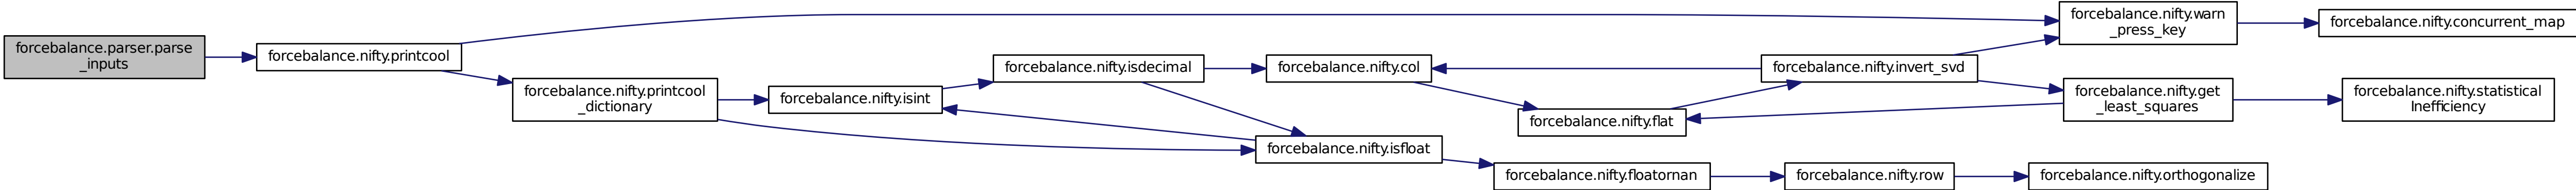 forcebalance.parser.parse
_inputs
forcebalance.nifty.printcool
forcebalance.nifty.printcool
_dictionary
forcebalance.nifty.isint
forcebalance.nifty.isdecimal
forcebalance.nifty.isfloat
forcebalance.nifty.col
forcebalance.nifty.floatornan
forcebalance.nifty.flat
forcebalance.nifty.invert_svd
forcebalance.nifty.row
forcebalance.nifty.warn
_press_key
forcebalance.nifty.get
_least_squares
forcebalance.nifty.orthogonalize
forcebalance.nifty.concurrent_map
forcebalance.nifty.statistical
Inefficiency